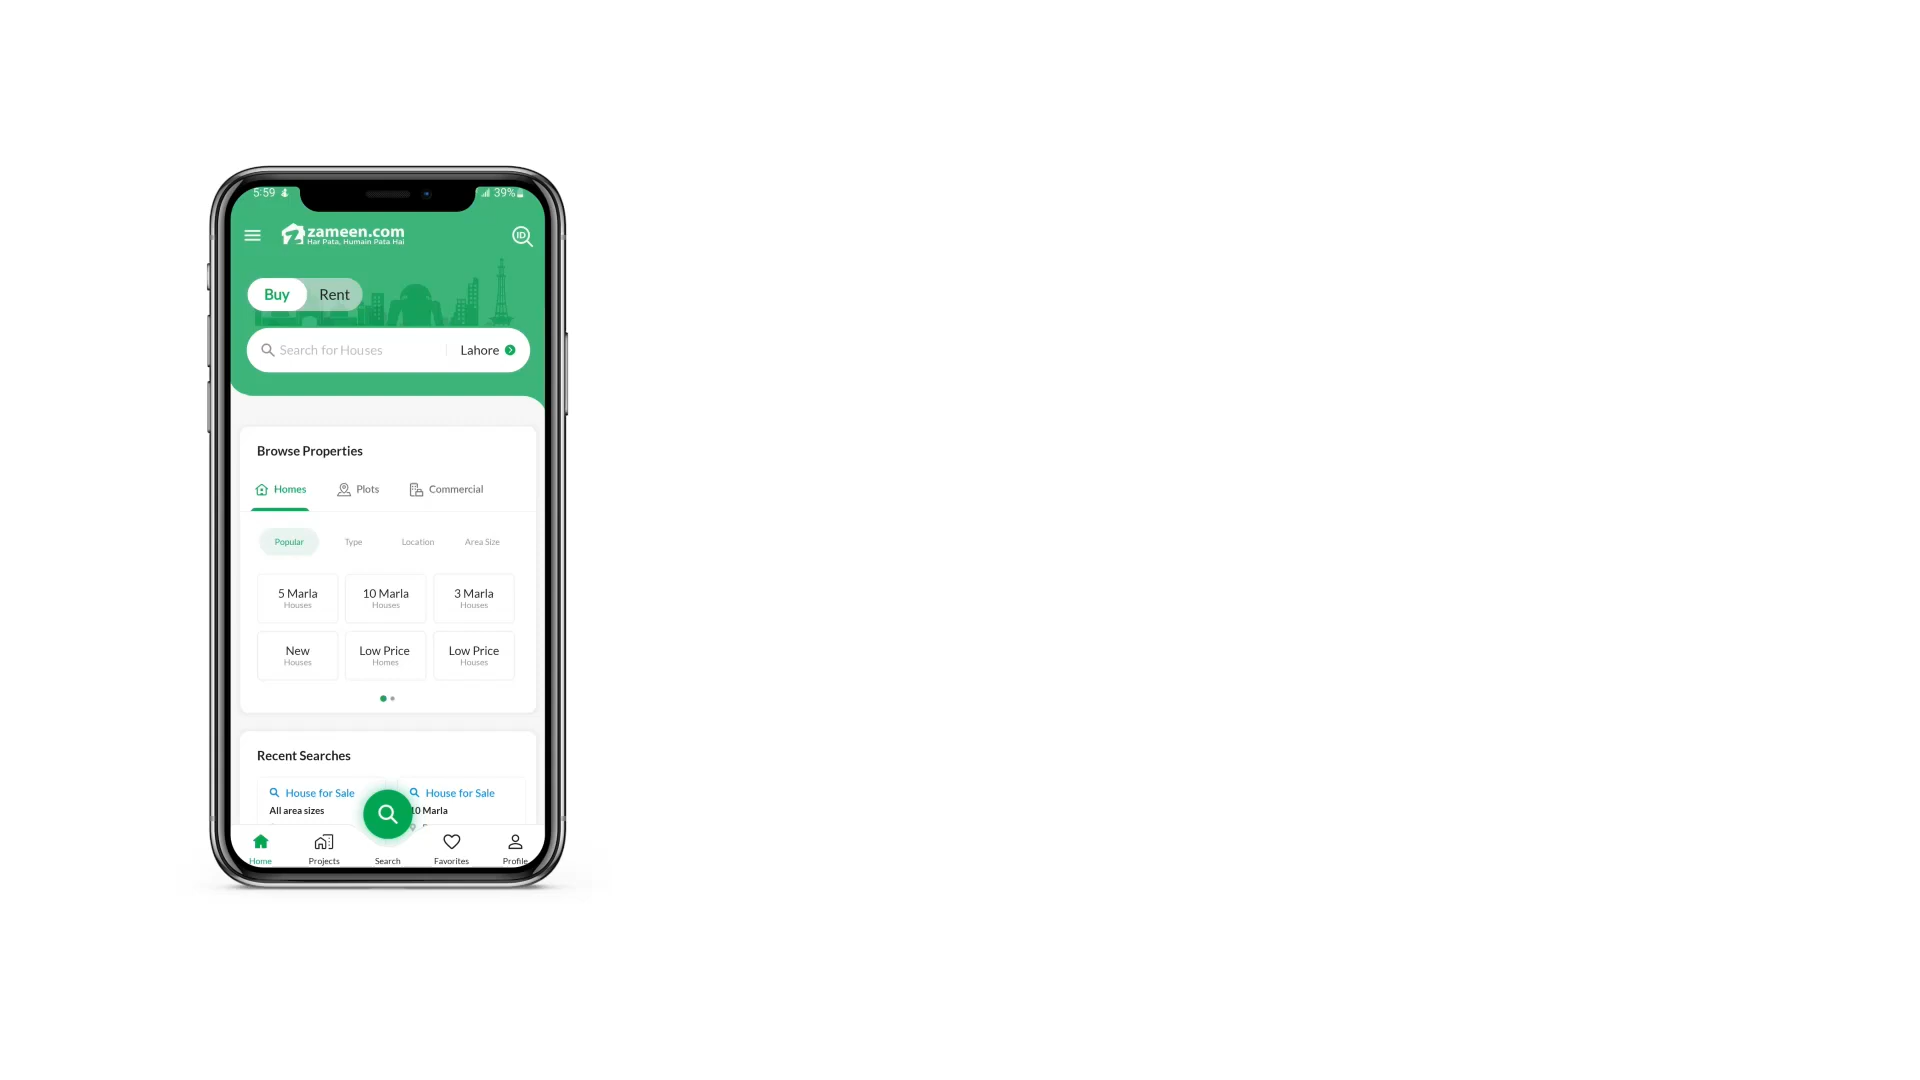 5:59
39%
zameen.com
Har Pata, Humain Pata Hai
ID
Buy Rent
Search for Houses Lahore
Browse Properties
Homes Plots Commercial
Popular Type Location Area Size
5 Marla 10 Marla 3 Marla
Houses Houses Houses
New Low Price Low Price
Houses Homes Houses
Recent Searches
House for Sale House for Sale
All area sizes 10 Marla
Home Projects Search Favorites Profile